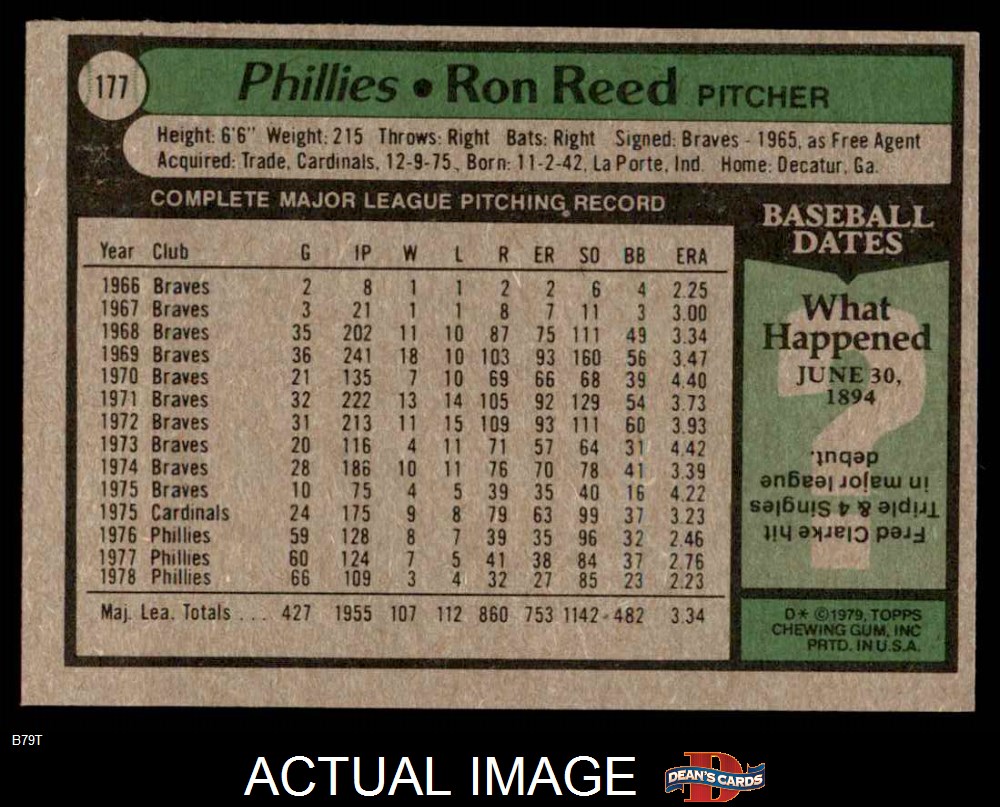 177
Phillies • Ron Reed PITCHER
Height: 6'6" Weight: 215 Throws: Right Bats: Right Signed: Braves - 1965, as Free Agent
Acquired: Trade, Cardinals, 12-9-75., Born: 11-2-42, La Porte, Ind. Home: Decatur, Ga.
COMPLETE MAJOR LEAGUE PITCHING RECORD
Year Club G IP W L R ER SO BB ERA
1966 Braves 2 8 1 1 2 2 6 4 2.25
1967 Braves 3 21 1 1 8 7 11 3 3.00
1968 Braves 35 202 11 10 87 75 111 49 3.34
1969 Braves 36 241 18 10 103 93 160 56 3.47
1970 Braves 21 135 7 10 69 66 68 39 4.40
1971 Braves 32 222 13 14 105 92 129 54 3.73
1972 Braves 31 213 11 15 109 93 111 60 3.93
1973 Braves 20 116 4 11 71 57 64 31 4.42
1974 Braves 28 186 10 11 76 70 78 41 3.39
1975 Braves 10 75 4 5 39 35 40 16 4.22
1975 Cardinals 24 175 9 8 79 63 99 37 3.23
1976 Phillies 59 128 8 7 39 35 96 32 2.46
1977 Phillies 60 124 7 5 41 38 84 37 2.76
1978 Phillies 66 109 3 4 32 27 85 23 2.23
Maj. Lea. Totals . . . 427 1955 107 112 860 753 1142 482 3.34
BASEBALL
DATES
What
Happened
JUNE 30,
1894
?
Fred Clarke hit
Triple & 4 Singles
in major league
debut.
D* ©1979, TOPPS
CHEWING GUM, INC
PRTD. IN U.S.A.
B79T
ACTUAL IMAGE
D
DEAN'S CARDS